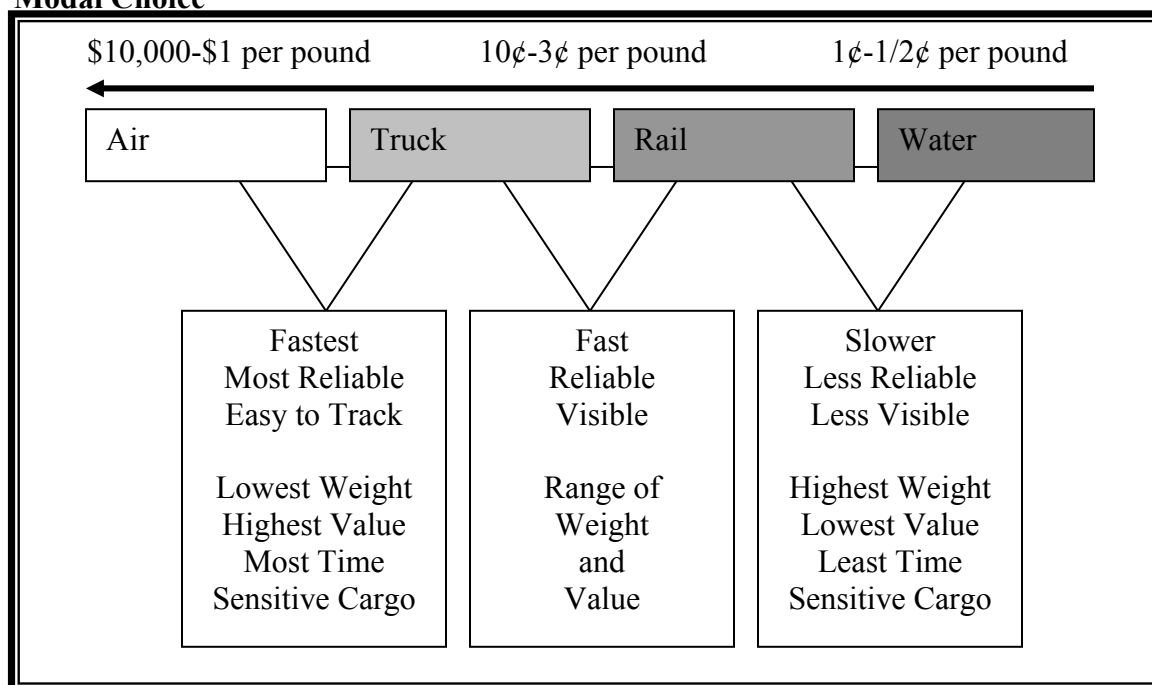 Modal Choice
$10,000-$1 per pound
10¢-3¢ per pound
1¢-1/2¢ per pound
Air
Truck
Rail
Water
Fastest
Most Reliable
Easy to Track
Lowest Weight
Highest Value
Most Time
Sensitive Cargo
Fast
Reliable
Visible
Range of
Weight
and
Value
Slower
Less Reliable
Less Visible
Highest Weight
Lowest Value
Least Time
Sensitive Cargo